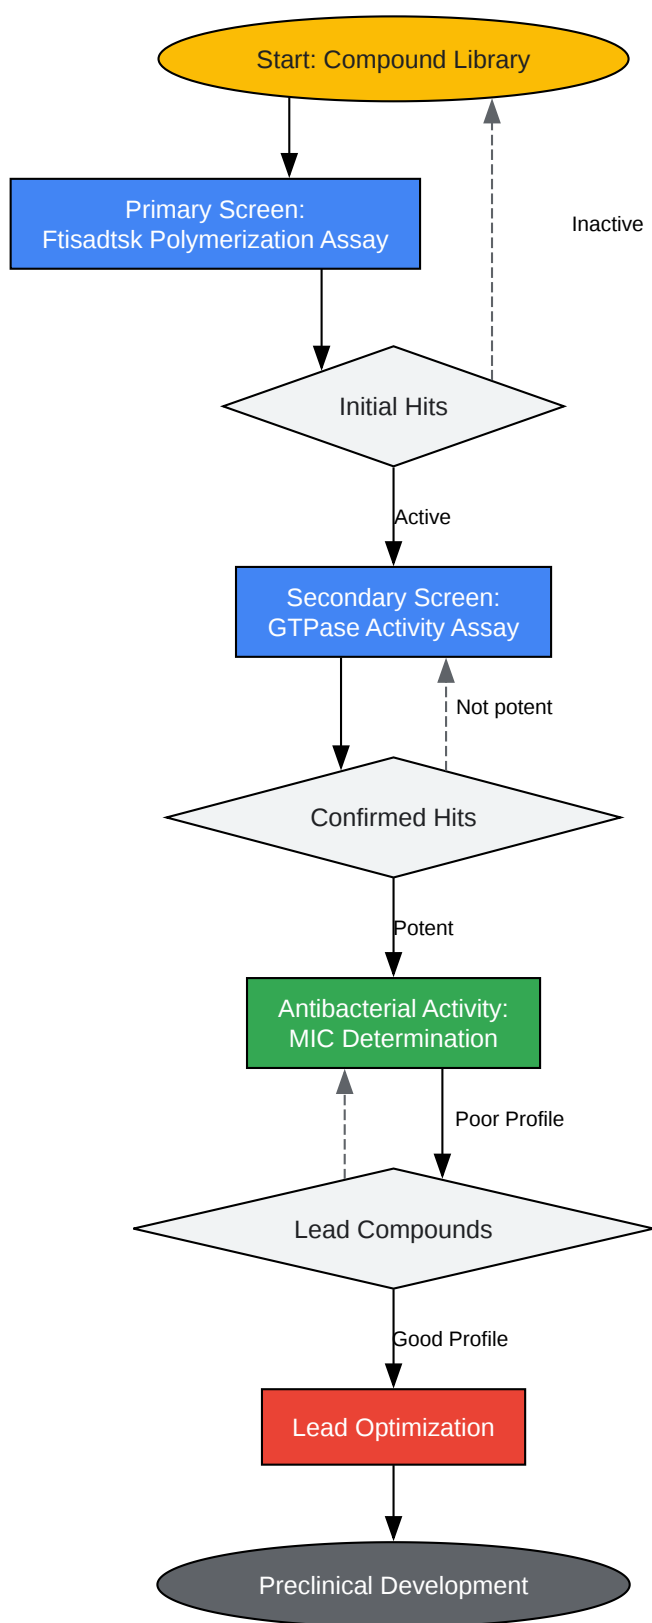 Start: Compound Library
Primary Screen:
Ftisadtsk Polymerization Assay
Inactive
Initial Hits
Active
Secondary Screen:
GTPase Activity Assay
Not potent
Confirmed Hits
Potent
Antibacterial Activity:
MIC Determination
Poor Profile
Lead Compounds
Good Profile
Lead Optimization
Preclinical Development